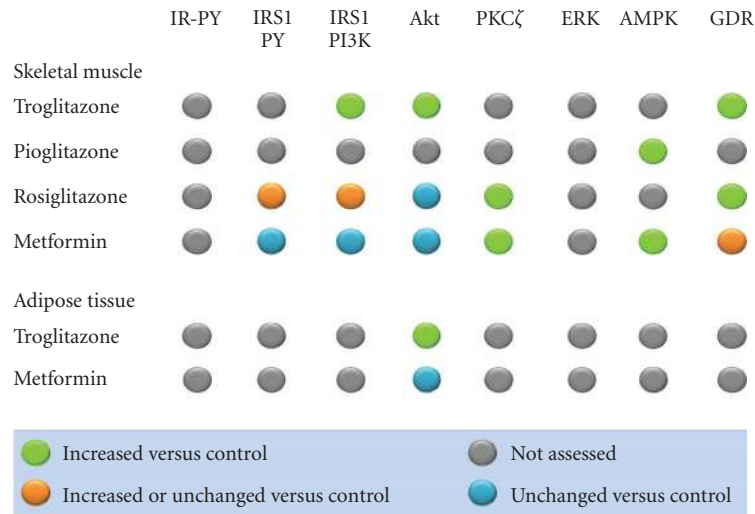 IR-PY IRS1 PY IRS1 PI3K Akt PKCζ ERK AMPK GDR
Skeletal muscle
Troglitazone
Pioglitazone
Rosiglitazone
Metformin
Adipose tissue
Troglitazone
Metformin
Increased versus control
Not assessed
Increased or unchanged versus control
Unchanged versus control